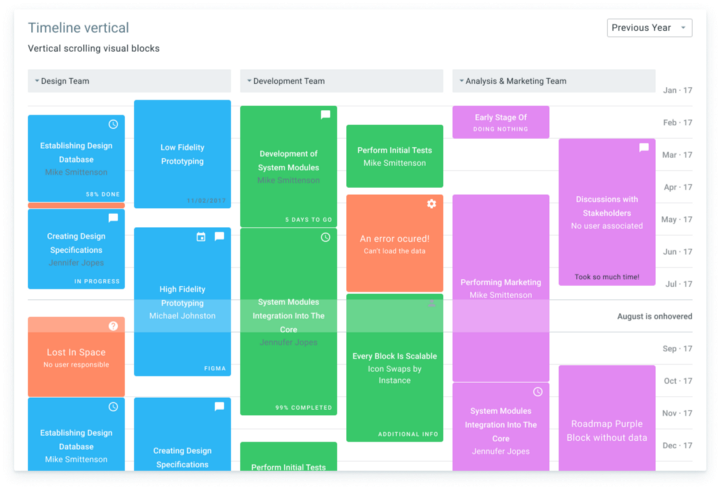 Timeline vertical
Previous Year
Vertical scrolling visual blocks
Design Team
Development Team
Analysis & Marketing Team
Jan · 17
Feb · 17
Mar · 17
Apr · 17
May · 17
Jun · 17
Jul · 17
August is onhovered
Sep · 17
Oct · 17
Nov · 17
Dec · 17
Establishing Design
Database
Mike Smittenson
58% DONE
Creating Design
Specifications
Jennufer Jopes
IN PROGRESS
Lost In Space
No user responsible
Establishing Design
Database
Mike Smittenson
Low Fidelity
Prototyping
11/02/2017
High Fidelity
Prototyping
Michael Johnston
FIGMA
Creating Design
Specifications
Development of
System Modules
Mike Smittenson
5 DAYS TO GO
System Modules
Integration Into The
Core
Jennufer Jopes
99% COMPLETED
Perform Initial Tests
Perform Initial Tests
Mike Smittenson
An error ocured!
Can't load the data
Every Block Is Scalable
Icon Swaps by
Instance
ADDITIONAL INFO
Early Stage Of
DOING NOTHING
Performing Marketing
Mike Smittenson
System Modules
Integration Into The
Core
Jennufer Jopes
Discussions with
Stakeholders
No user associated
Took so much time!
Roadmap Purple
Block without data